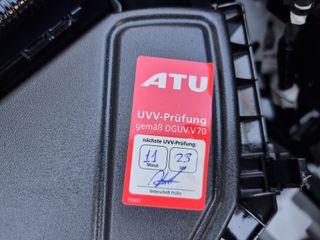 ATU
UVV-Prüfung
gemäß DGUV V70
nächste UVV-Prüfung:
11 23
Monat Jahr
Unterschrift Prüfer